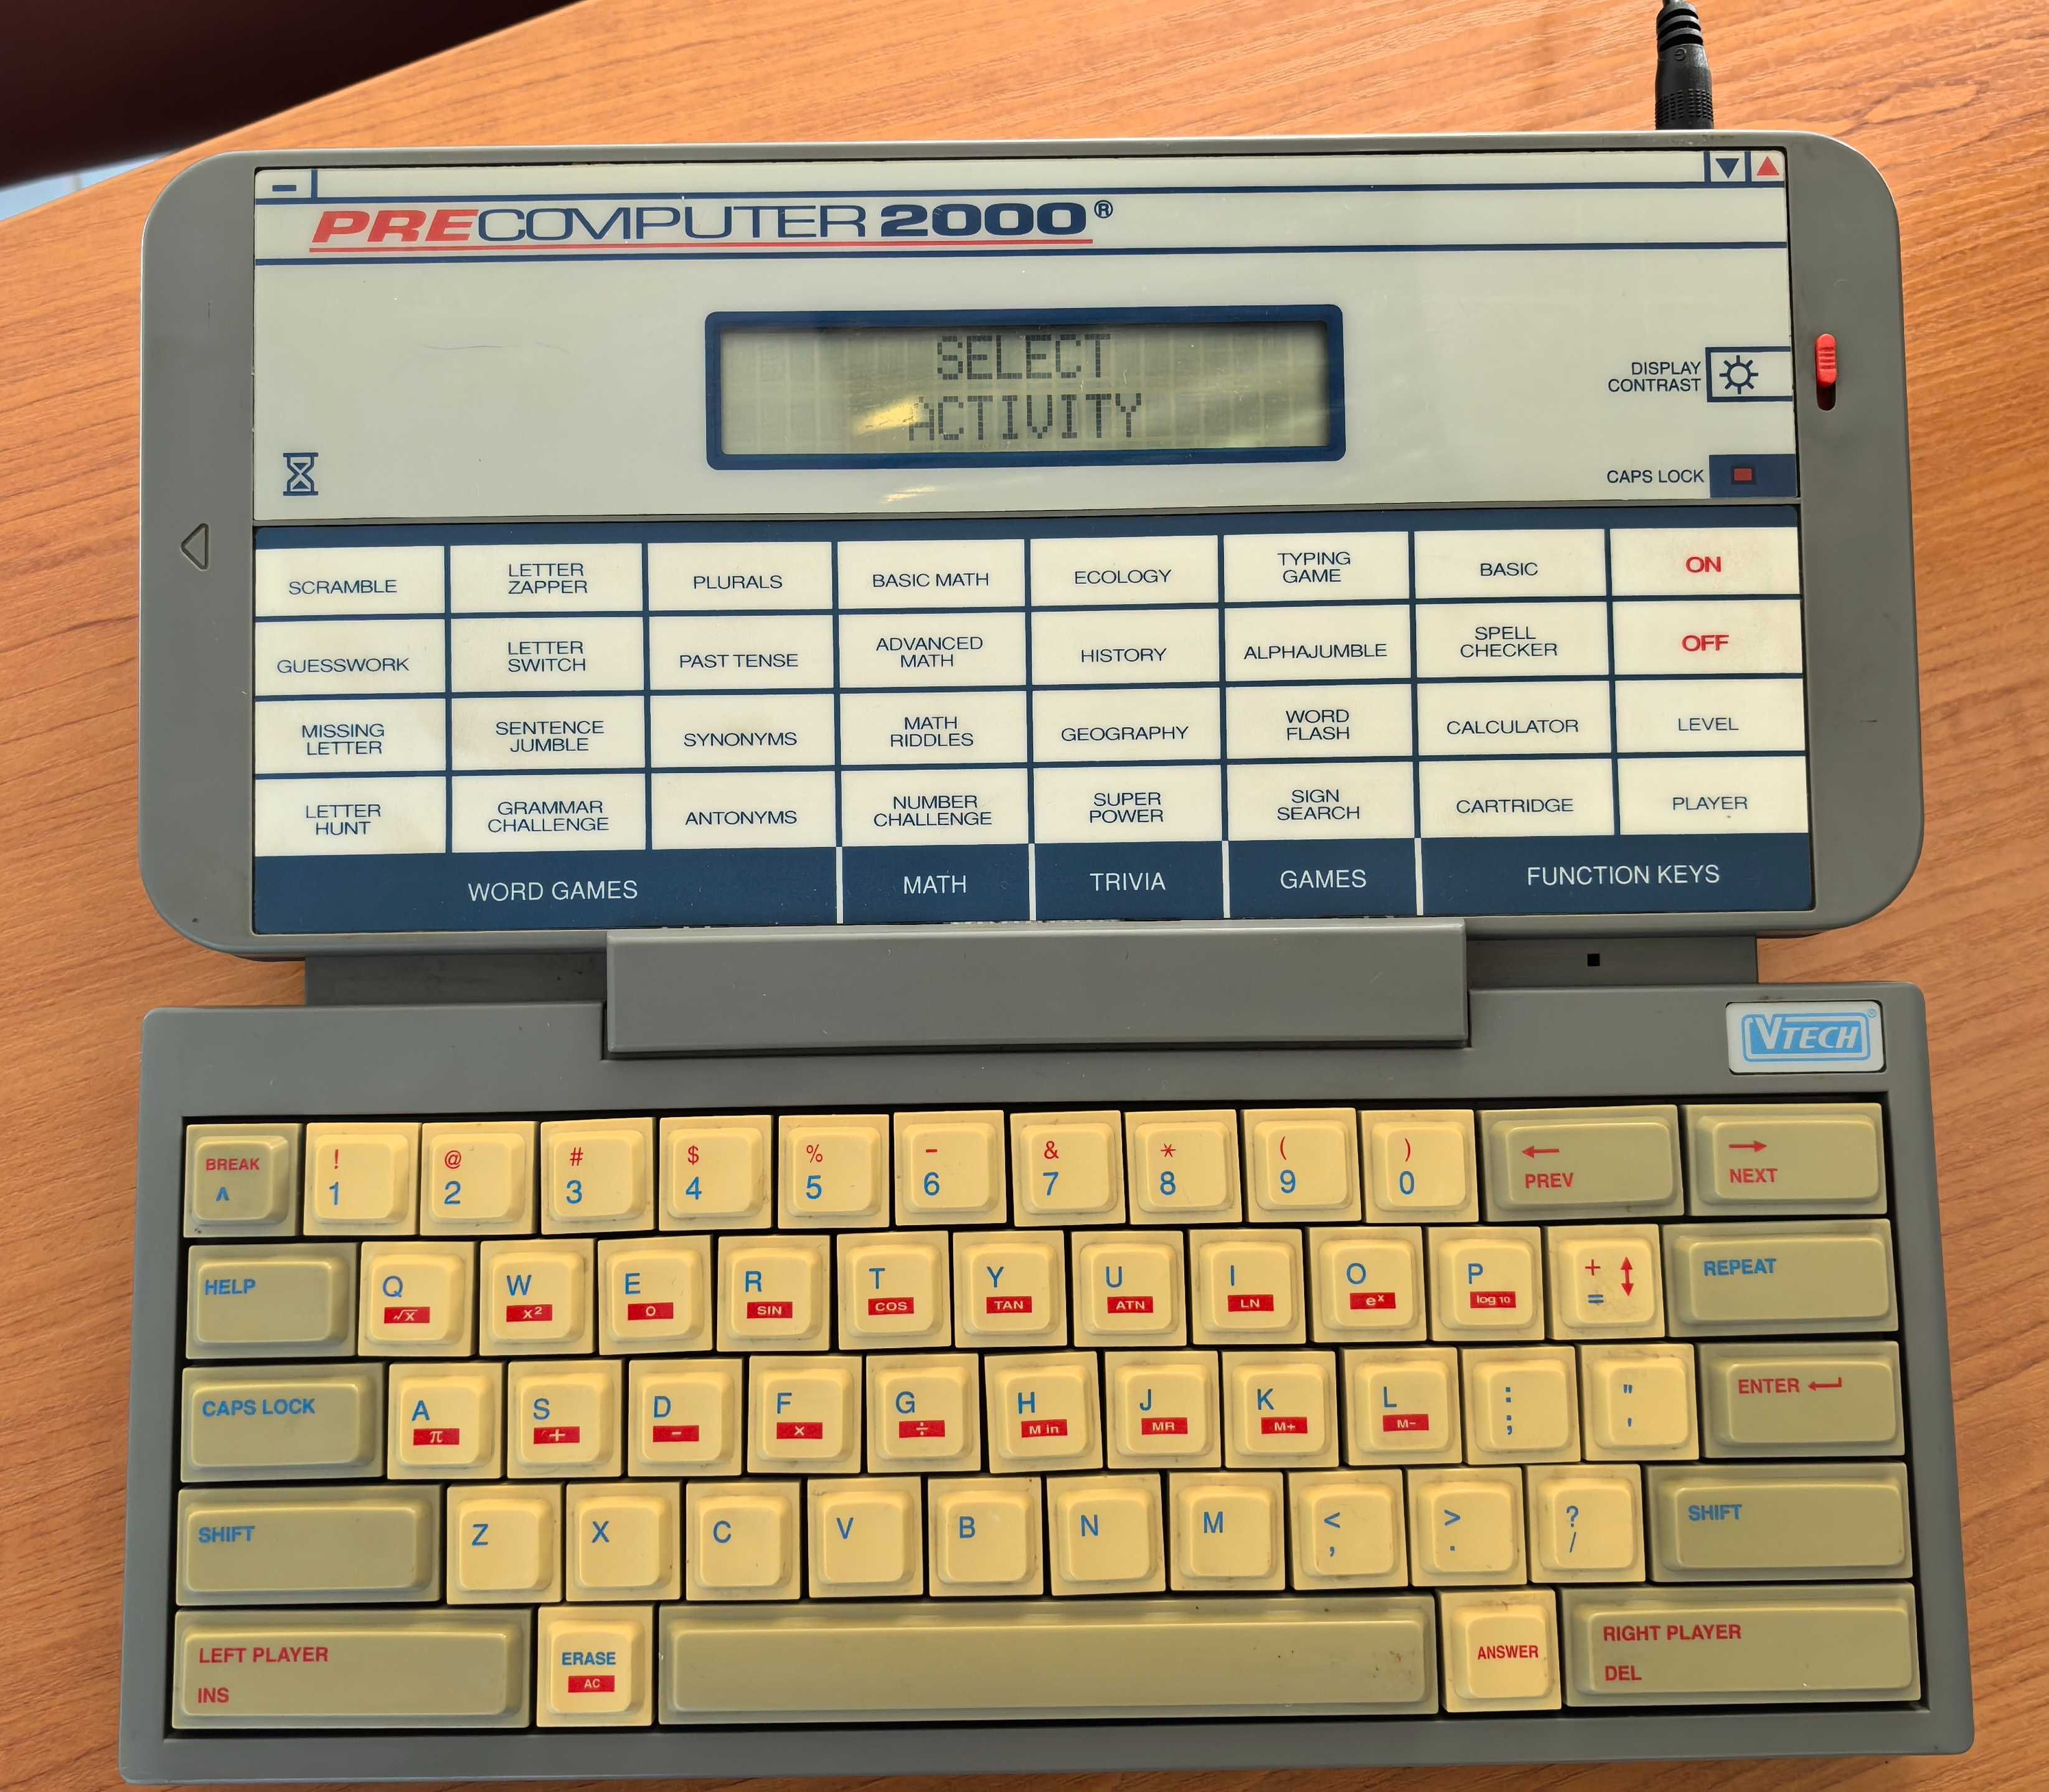 PRECOMPUTER 2000®
SELECT
ACTIVITY
DISPLAY
CONTRAST
CAPS LOCK
SCRAMBLE
LETTER
ZAPPER
PLURALS
BASIC MATH
ECOLOGY
TYPING
GAME
BASIC
ON
GUESSWORK
LETTER
SWITCH
PAST TENSE
ADVANCED
MATH
HISTORY
ALPHAJUMBLE
SPELL
CHECKER
OFF
MISSING
LETTER
SENTENCE
JUMBLE
SYNONYMS
MATH
RIDDLES
GEOGRAPHY
WORD
FLASH
CALCULATOR
LEVEL
LETTER
HUNT
GRAMMAR
CHALLENGE
ANTONYMS
NUMBER
CHALLENGE
SUPER
POWER
SIGN
SEARCH
CARTRIDGE
PLAYER
WORD GAMES
MATH
TRIVIA
GAMES
FUNCTION KEYS
VTECH®
BREAK
^
!
1
@
2
#
3
$
4
%
5
-
6
&
7
*
8
(
9
)
0
←
PREV
→
NEXT
HELP
Q
√x
W
x²
E
O
R
SIN
T
COS
Y
TAN
U
ATN
I
LN
O
eˣ
P
log 10
+
=
REPEAT
CAPS LOCK
A
π
S
+
D
-
F
×
G
÷
H
M in
J
MR
K
M+
L
M-
:
;
"
'
ENTER ↵
SHIFT
Z
X
C
V
B
N
M
<
,
>
.
?
/
SHIFT
LEFT PLAYER
INS
ERASE
AC
ANSWER
RIGHT PLAYER
DEL